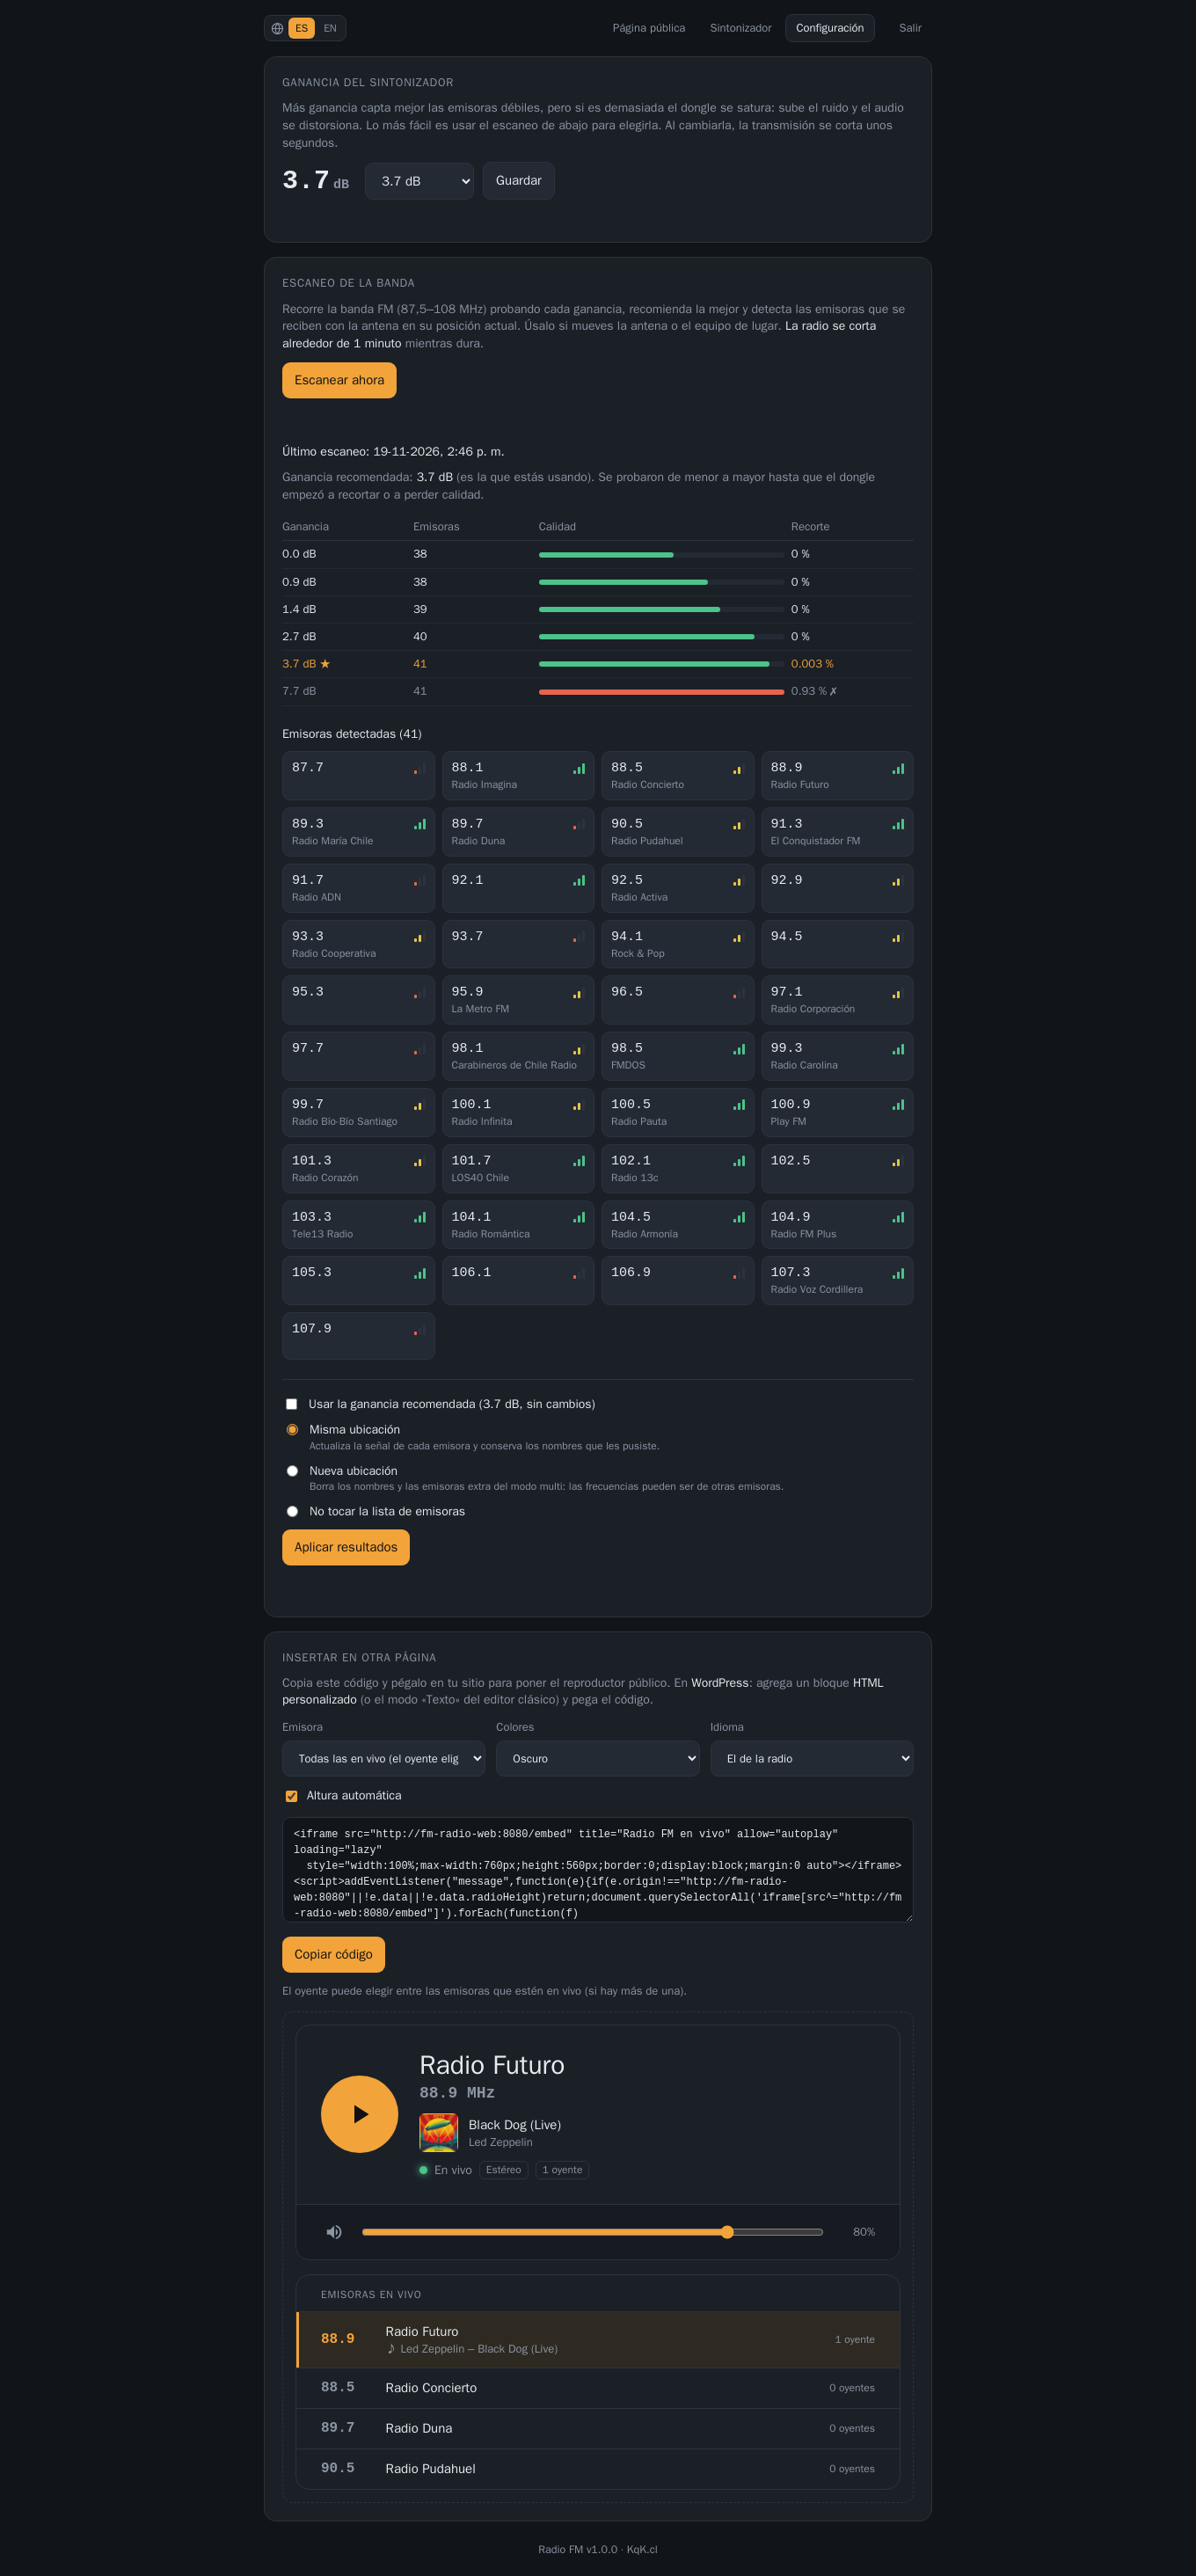 ES EN Página pública Sintonizador Configuración Salir
GANANCIA DEL SINTONIZADOR
Más ganancia capta mejor las emisoras débiles, pero si es demasiada el dongle se satura: sube el ruido y el audio
se distorsiona. Lo más fácil es usar el escaneo de abajo para elegirla. Al cambiarla, la transmisión se corta unos
segundos.
3.7 dB 3.7 dB Guardar
ESCANEO DE LA BANDA
Recorre la banda FM (87,5–108 MHz) probando cada ganancia, recomienda la mejor y detecta las emisoras que se
reciben con la antena en su posición actual. Úsalo si mueves la antena o el equipo de lugar. La radio se corta
alrededor de 1 minuto mientras dura.
Escanear ahora
Último escaneo: 19-11-2026, 2:46 p. m.
Ganancia recomendada: 3.7 dB (es la que estás usando). Se probaron de menor a mayor hasta que el dongle
empezó a recortar o a perder calidad.
Ganancia Emisoras Calidad Recorte
0.0 dB 38 0 %
0.9 dB 38 0 %
1.4 dB 39 0 %
2.7 dB 40 0 %
3.7 dB ★ 41 0.003 %
7.7 dB 41 0.93 % ✗
Emisoras detectadas (41)
87.7 88.1 88.5 88.9
Radio Imagina Radio Concierto Radio Futuro
89.3 89.7 90.5 91.3
Radio María Chile Radio Duna Radio Pudahuel El Conquistador FM
91.7 92.1 92.5 92.9
Radio ADN Radio Activa
93.3 93.7 94.1 94.5
Radio Cooperativa Rock & Pop
95.3 95.9 96.5 97.1
La Metro FM Radio Corporación
97.7 98.1 98.5 99.3
Carabineros de Chile Radio FMDOS Radio Carolina
99.7 100.1 100.5 100.9
Radio Bío-Bío Santiago Radio Infinita Radio Pauta Play FM
101.3 101.7 102.1 102.5
Radio Corazón LOS40 Chile Radio 13c
103.3 104.1 104.5 104.9
Tele13 Radio Radio Romántica Radio Armonía Radio FM Plus
105.3 106.1 106.9 107.3
Radio Voz Cordillera
107.9
Usar la ganancia recomendada (3.7 dB, sin cambios)
Misma ubicación
Actualiza la señal de cada emisora y conserva los nombres que les pusiste.
Nueva ubicación
Borra los nombres y las emisoras extra del modo multi: las frecuencias pueden ser de otras emisoras.
No tocar la lista de emisoras
Aplicar resultados
INSERTAR EN OTRA PÁGINA
Copia este código y pégalo en tu sitio para poner el reproductor público. En WordPress: agrega un bloque HTML
personalizado (o el modo «Texto» del editor clásico) y pega el código.
Emisora Colores Idioma
Todas las en vivo (el oyente elig Oscuro El de la radio
Altura automática
<iframe src="http://fm-radio-web:8080/embed" title="Radio FM en vivo" allow="autoplay"
loading="lazy"
style="width:100%;max-width:760px;height:560px;border:0;display:block;margin:0 auto"></iframe>
<script>addEventListener("message",function(e){if(e.origin!=="http://fm-radio-
web:8080"||!e.data||!e.data.radioHeight)return;document.querySelectorAll('iframe[src^="http://fm
-radio-web:8080/embed"]').forEach(function(f)
Copiar código
El oyente puede elegir entre las emisoras que estén en vivo (si hay más de una).
Radio Futuro
88.9 MHz
Black Dog (Live)
Led Zeppelin
En vivo Estéreo 1 oyente
80%
EMISORAS EN VIVO
88.9 Radio Futuro 1 oyente
♪ Led Zeppelin — Black Dog (Live)
88.5 Radio Concierto 0 oyentes
89.7 Radio Duna 0 oyentes
90.5 Radio Pudahuel 0 oyentes
Radio FM v1.0.0 · KqK.cl